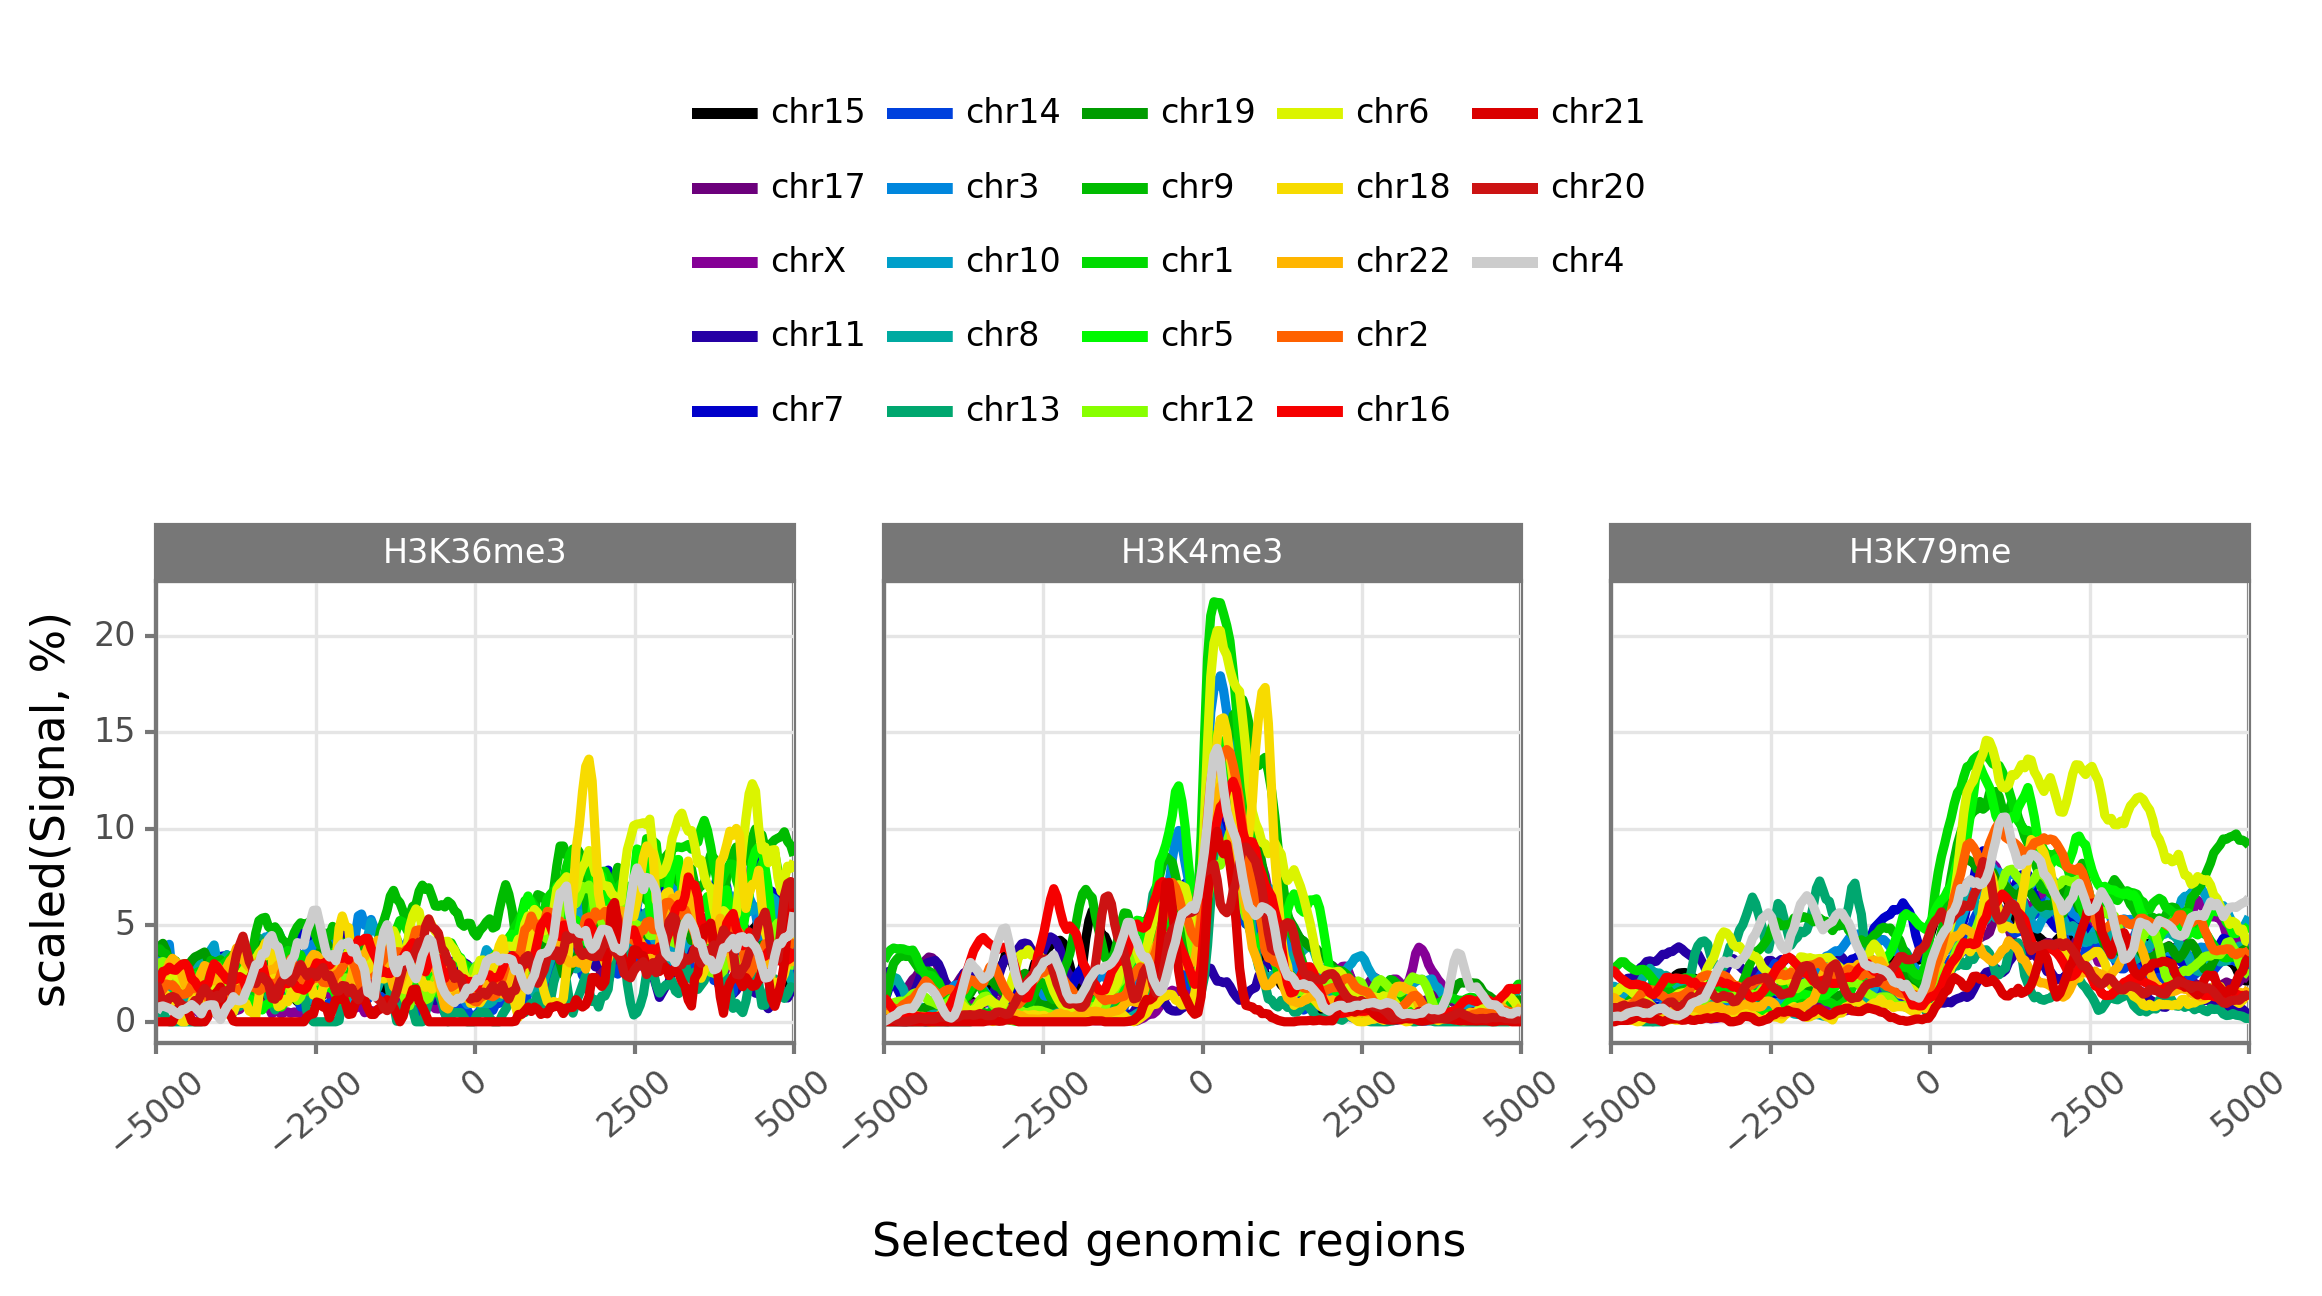 chr15 chr14 chr19 chr6 chr21
chr17 chr3 chr9 chr18 chr20
chrX chr10 chr1 chr22 chr4
chr11 chr8 chr5 chr2
chr7 chr13 chr12 chr16
H3K36me3 H3K4me3 H3K79me
scaled(Signal, %)
20
15
10
5
0
−5000 −2500 0 2500 5000 −5000 −2500 0 2500 5000 −5000 −2500 0 2500 5000
Selected genomic regions